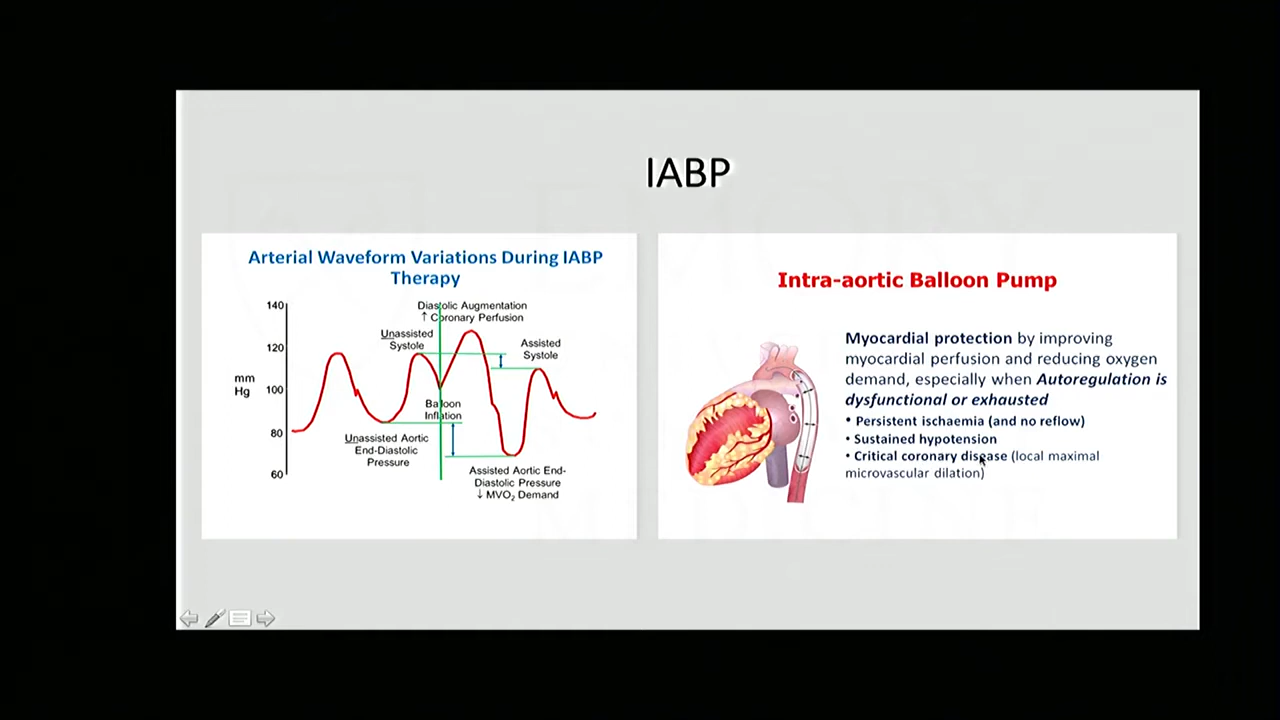 IABP
Arterial Waveform Variations During IABP
Therapy
140
120
100
80
60
mm
Hg
Diastolic Augmentation
↑ Coronary Perfusion
Unassisted
Systole
Assisted
Systole
Balloon
Inflation
Unassisted Aortic
End-Diastolic
Pressure
Assisted Aortic End-
Diastolic Pressure
↓ MVO₂ Demand
Intra-aortic Balloon Pump
Myocardial protection by improving
myocardial perfusion and reducing oxygen
demand, especially when Autoregulation is
dysfunctional or exhausted
• Persistent ischaemia (and no reflow)
• Sustained hypotension
• Critical coronary disease (local maximal
microvascular dilation)
EMORY
MEDICINE